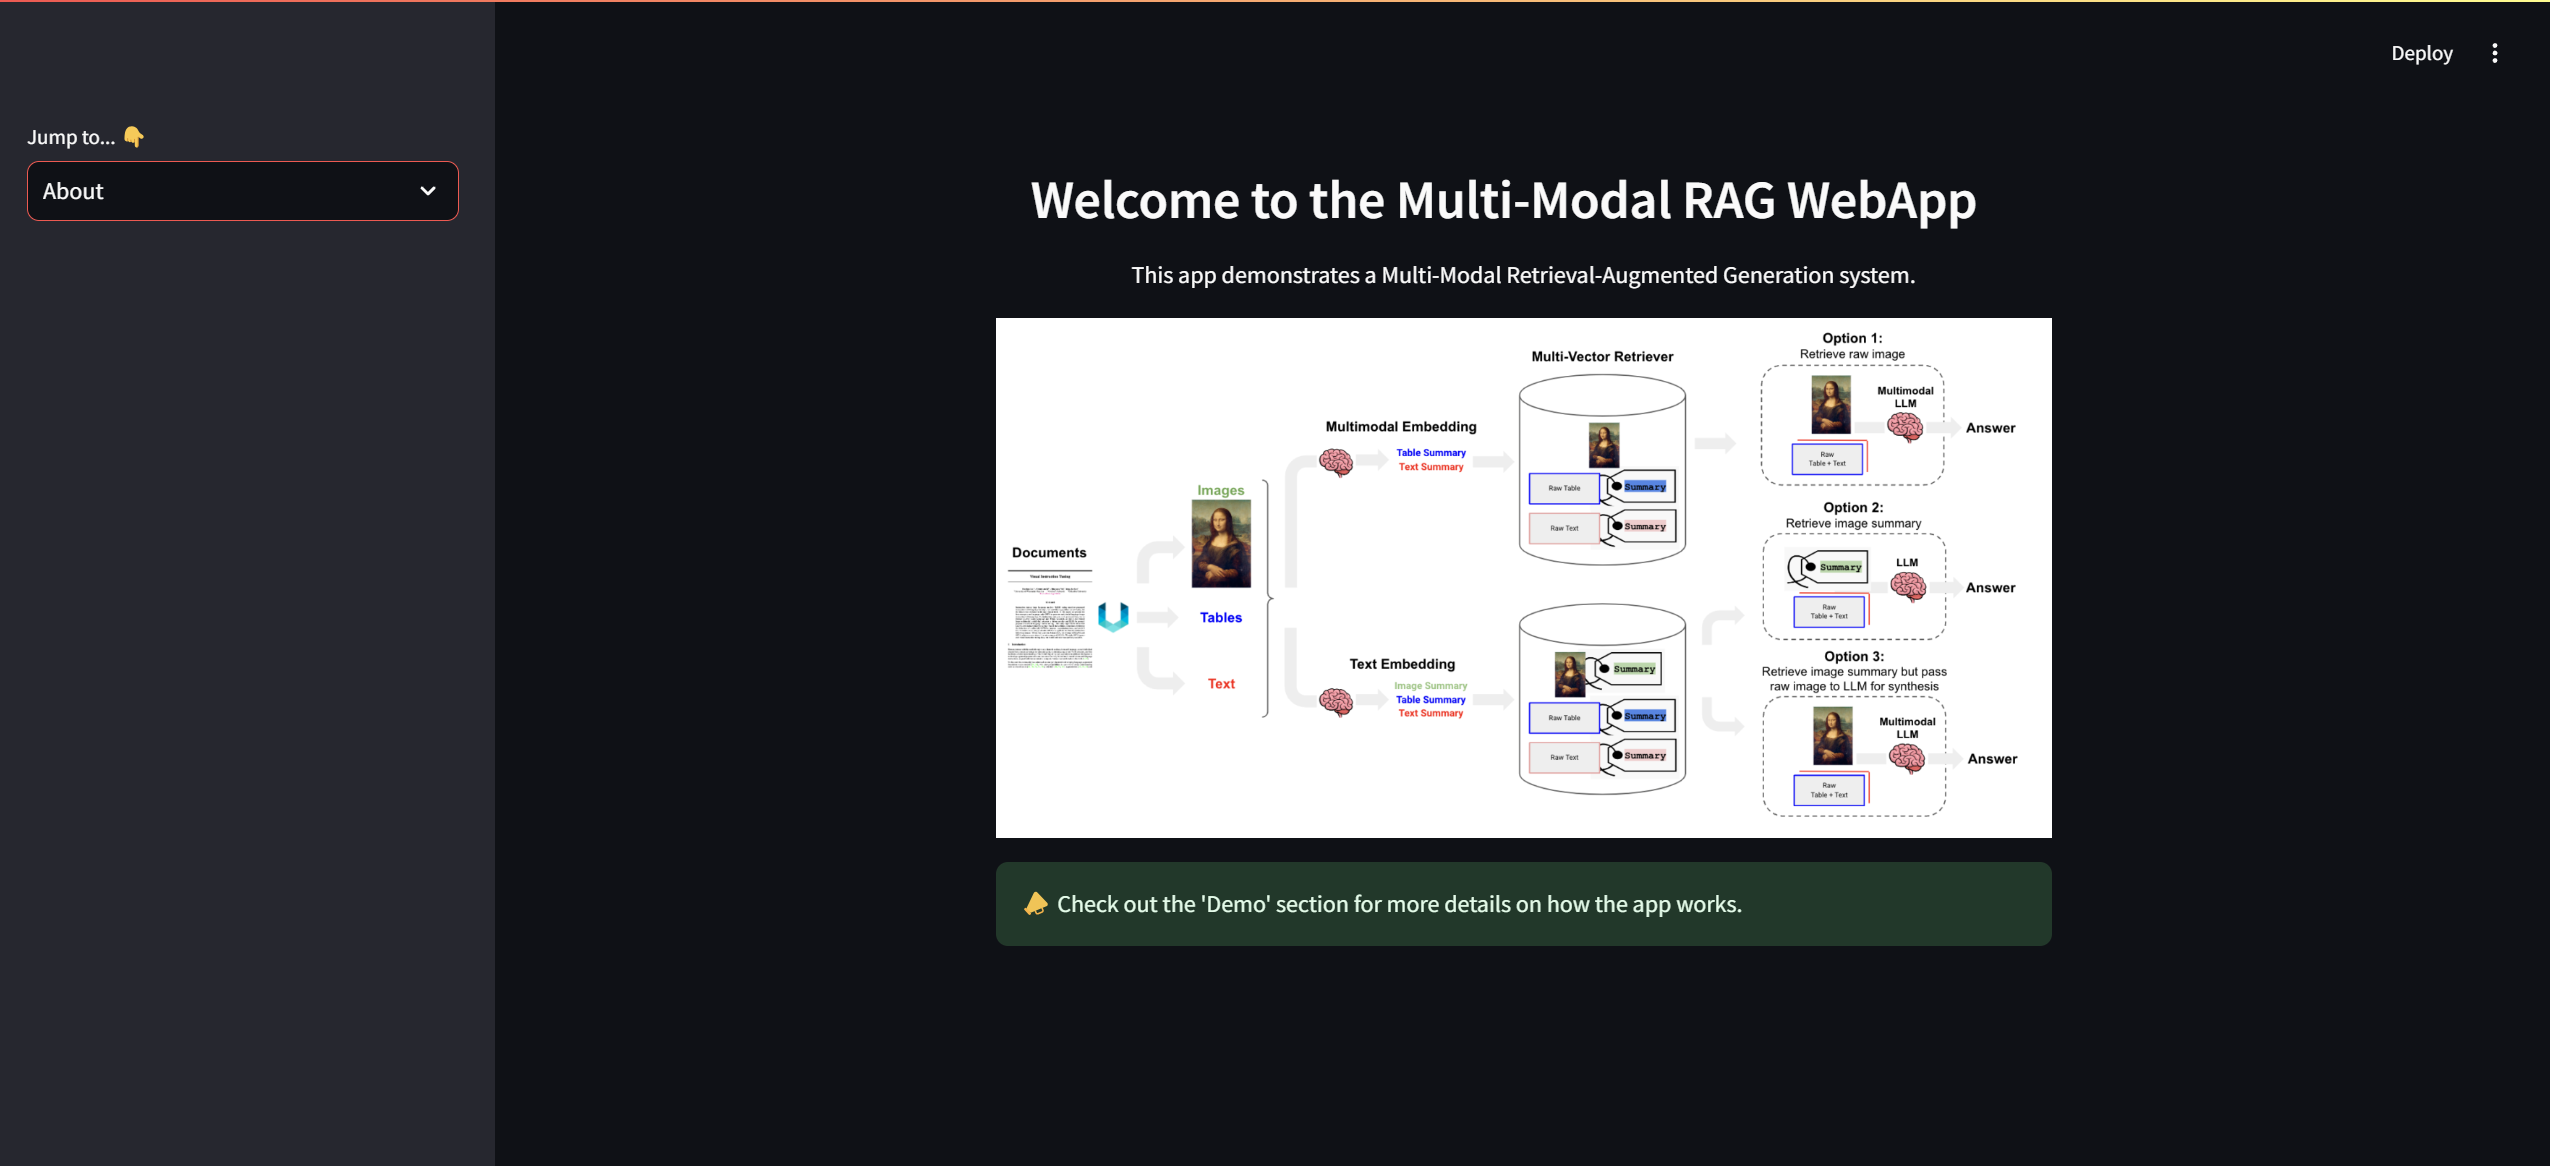 Deploy
Jump to...
About
Welcome to the Multi-Modal RAG WebApp
This app demonstrates a Multi-Modal Retrieval-Augmented Generation system.
Documents
Images
Tables
Text
Multimodal Embedding
Table Summary
Text Summary
Text Embedding
Image Summary
Table Summary
Text Summary
Multi-Vector Retriever
Raw Table
Summary
Raw Text
Summary
Summary
Raw Table
Summary
Raw Text
Summary
Option 1:
Retrieve raw image
Multimodal
LLM
Raw
Table + Text
Answer
Option 2:
Retrieve image summary
Summary
LLM
Raw
Table + Text
Answer
Option 3:
Retrieve image summary but pass
raw image to LLM for synthesis
Multimodal
LLM
Raw
Table + Text
Answer
Check out the 'Demo' section for more details on how the app works.